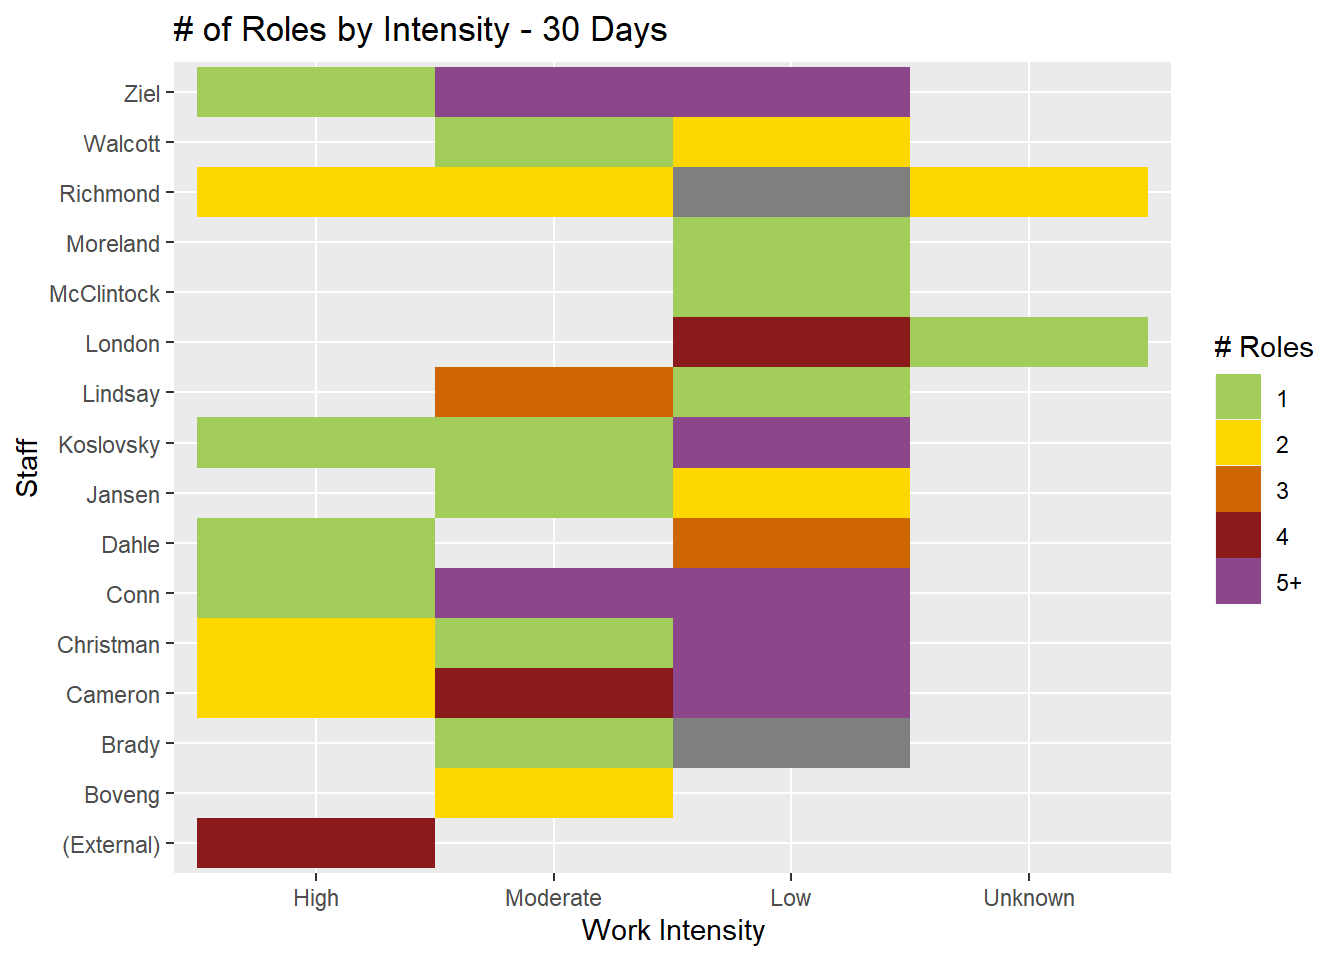 # of Roles by Intensity - 30 Days
Ziel
Walcott
Richmond
Moreland
McClintock
London
Lindsay
Koslovsky
Jansen
Dahle
Conn
Christman
Cameron
Brady
Boveng
(External)
Staff
High Moderate Low Unknown
Work Intensity
# Roles
1
2
3
4
5+